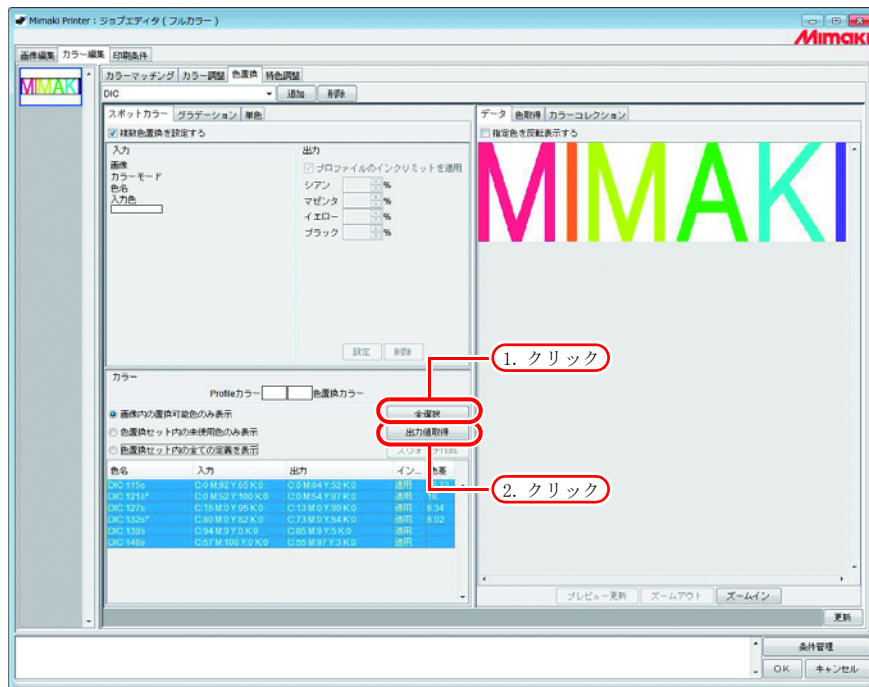 Mimaki Printer : ジョブエディタ ( フルカラー )
Mimaki
画像編集 カラー編集 印刷条件
MIMAKI
カラーマッチング カラー調整 色置換 特色調整
DIC 追加 削除
スポットカラー グラデーション 単色
複数色置換を設定する
入力
画像
カラーモード
色名
入力色
出力
プロファイルのインクリミットを適用
シアン %
マゼンタ %
イエロー %
ブラック %
設定 削除
データ 色取得 カラーコレクション
指定色を反転表示する
MIMAKI
1. クリック
カラー
Profileカラー 色置換カラー
画像内の置換可能色のみ表示 全選択
色置換セット内の未使用色のみ表示 出力値取得
色置換セット内の全ての定義を表示
2. クリック
色名 入力 出力 イン... 色差
DIC 115s C:0 M:92 Y:65 K:0 C:0 M:84 Y:52 K:0 適用
DIC 121s* C:0 M:52 Y:100 K:0 C:0 M:54 Y:87 K:0 適用
DIC 127s C:15 M:0 Y:95 K:0 C:13 M:0 Y:90 K:0 適用 8.34
DIC 132s* C:80 M:0 Y:82 K:0 C:73 M:0 Y:54 K:0 適用 8.02
DIC 139s C:94 M:9 Y:0 K:0 C:85 M:9 Y:5 K:0 適用
DIC 148s C:57 M:100 Y:0 K:0 C:55 M:97 Y:3 K:0 適用
プレビュー更新 ズームアウト ズームイン
更新
条件管理
OK キャンセル